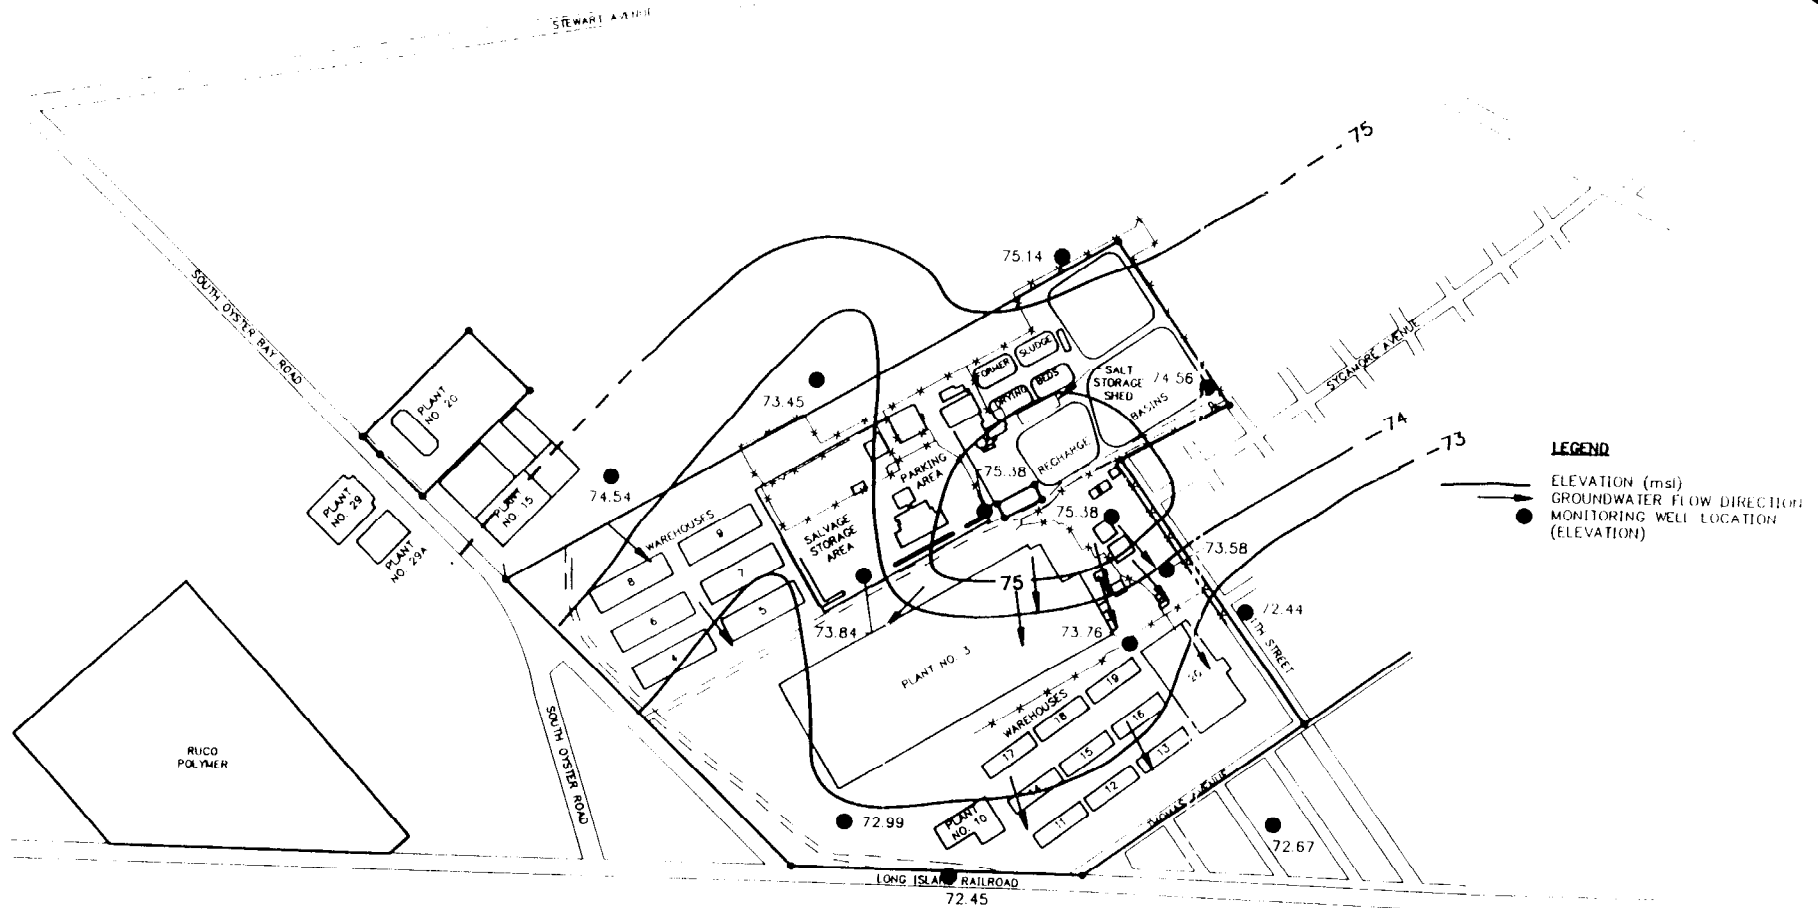 STEWART AVENUE
75
SOUTH OYSTER BAY ROAD
75.14
SYCAMORE AVENUE
PLANT
NO. 20
73.45
FORMER
SLUDGE
DRYING
BEDS
SALT
STORAGE
SHED
74.56
BASINS
RECHARGE
74
73
PARKING
AREA
75.38
75.38
74.54
PLANT
NO. 15
PLANT
NO. 29
PLANT
NO. 29A
WAREHOUSES
9
8
7
6
5
4
SALVAGE
STORAGE
AREA
73.58
75
73.84
73.76
72.44
11TH STREET
PLANT NO. 3
WAREHOUSES
19
18
17
16
15
14
13
12
11
20
PLANT
NO. 10
THOMAS AVENUE
SOUTH OYSTER ROAD
RUCO
POLYMER
72.99
72.67
LONG ISLAND RAILROAD
72.45
LEGEND
ELEVATION (msl)
GROUNDWATER FLOW DIRECTION
MONITORING WELL LOCATION
(ELEVATION)